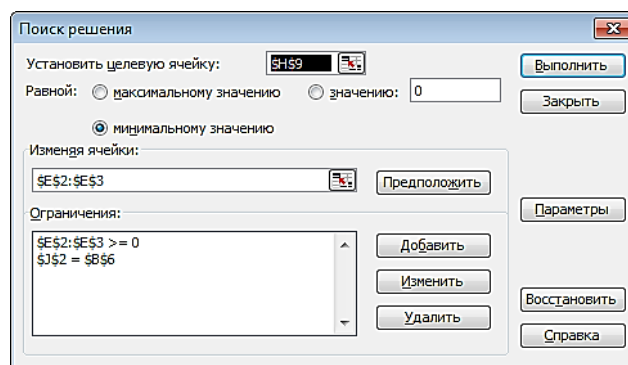 Поиск решения
Установить целевую ячейку: $H$9
Выполнить
Равной: максимальному значению значению: 0
Закрыть
минимальному значению
Изменяя ячейки:
$E$2:$E$3
Предположить
Ограничения:
Параметры
$E$2:$E$3 >= 0
$J$2 = $B$6
Добавить
Изменить
Удалить
Восстановить
Справка